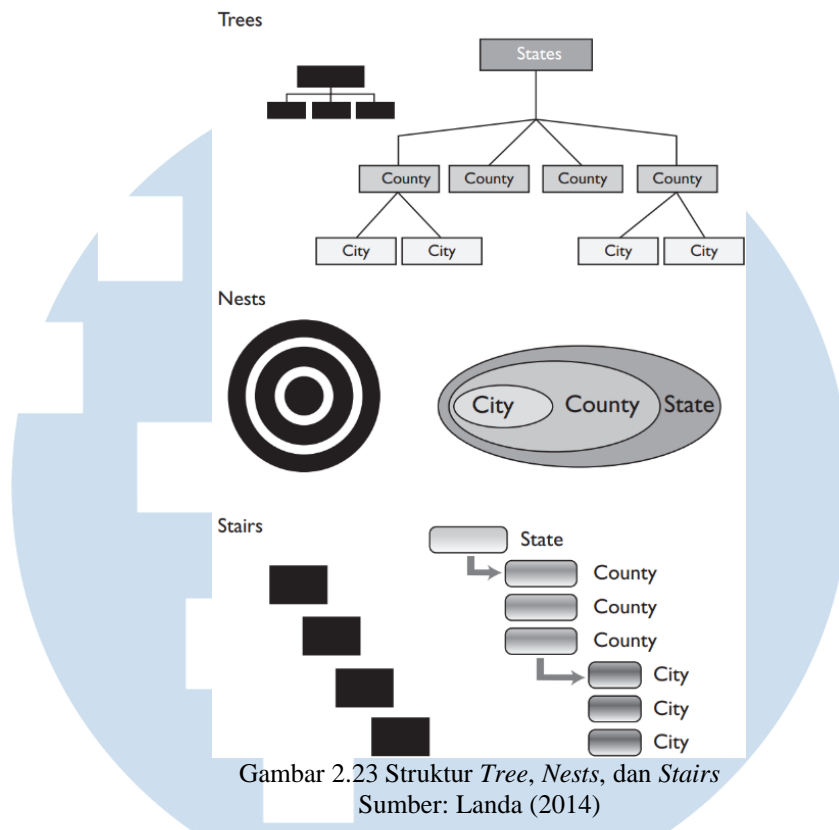 Trees
States
County County County County
City City City City
Nests
City County State
Stairs
State
County
County
County
City
City
City
Gambar 2.23 Struktur Tree, Nests, dan Stairs
Sumber: Landa (2014)